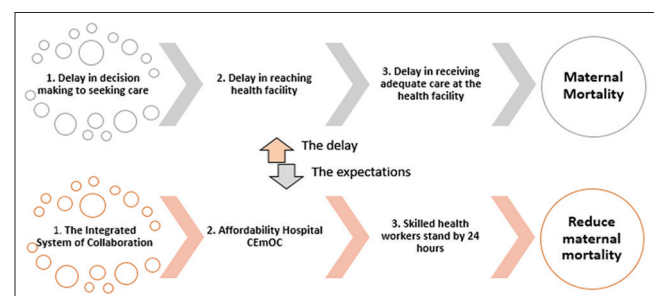 1. Delay in decision
making to seeking care
2. Delay in reaching
health facility
3. Delay in receiving
adequate care at the
health facility
Maternal
Mortality
The delay
The expectations
1. The Integrated
System of Collaboration
2. Affordability Hospital
CEmOC
3. Skilled health
workers stand by 24
hours
Reduce
maternal
mortality